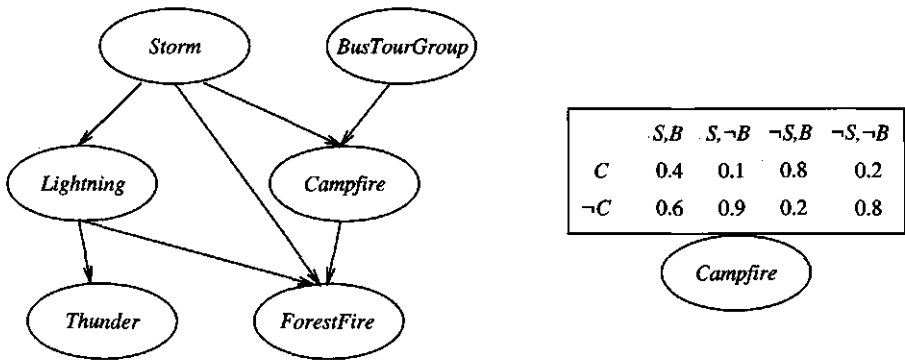 Storm BusTourGroup
Lightning Campfire
Thunder ForestFire
S,B S,¬B ¬S,B ¬S,¬B
C 0.4 0.1 0.8 0.2
¬C 0.6 0.9 0.2 0.8
Campfire